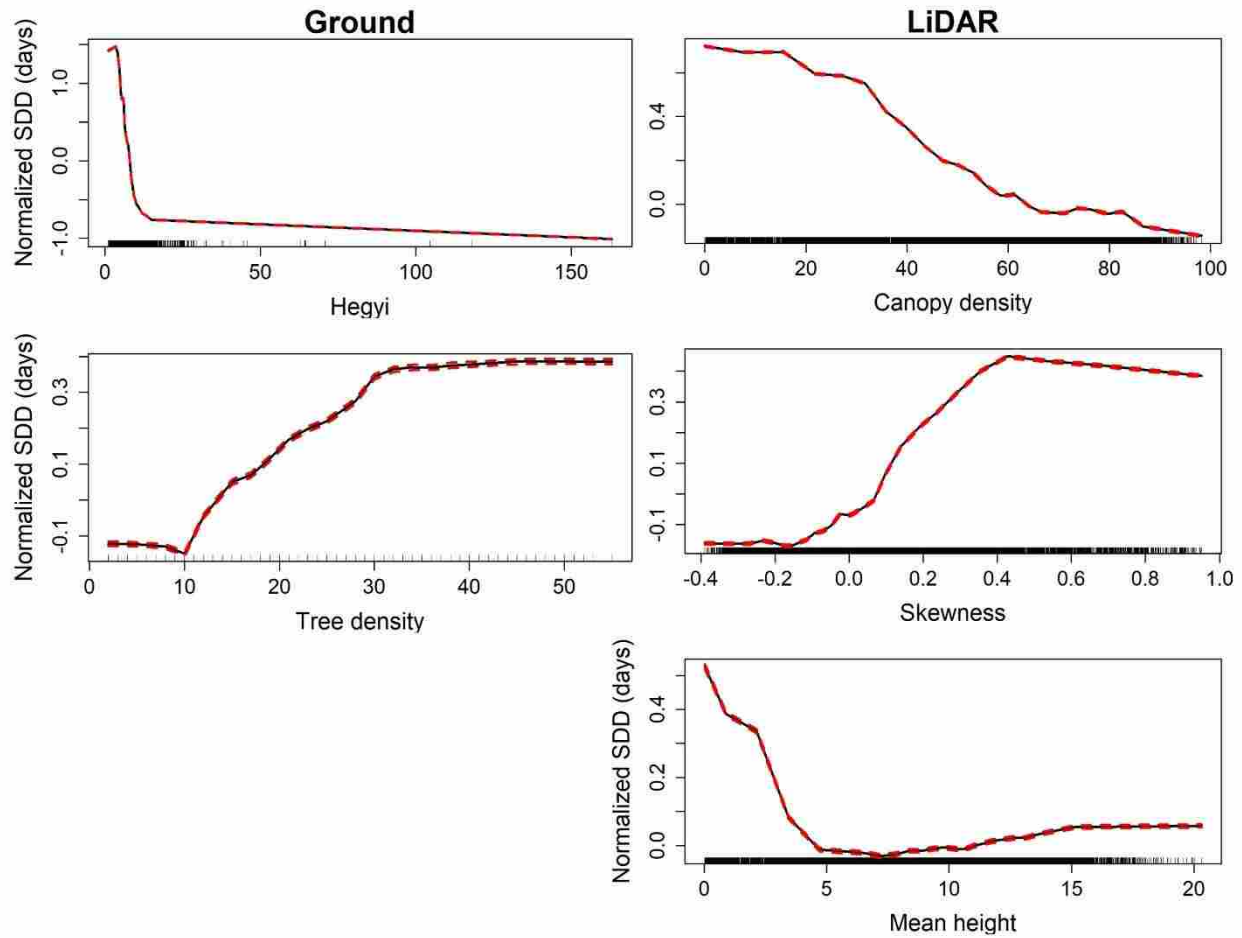 Ground
LiDAR
Normalized SDD (days)
1.0
0.0
-1.0
0 50 100 150
Hegyi
0.4
0.0
0 20 40 60 80 100
Canopy density
Normalized SDD (days)
0.3
0.1
-0.1
0 10 20 30 40 50
Tree density
0.3
0.1
-0.1
-0.4 -0.2 0.0 0.2 0.4 0.6 0.8 1.0
Skewness
Normalized SDD (days)
0.4
0.2
0.0
0 5 10 15 20
Mean height